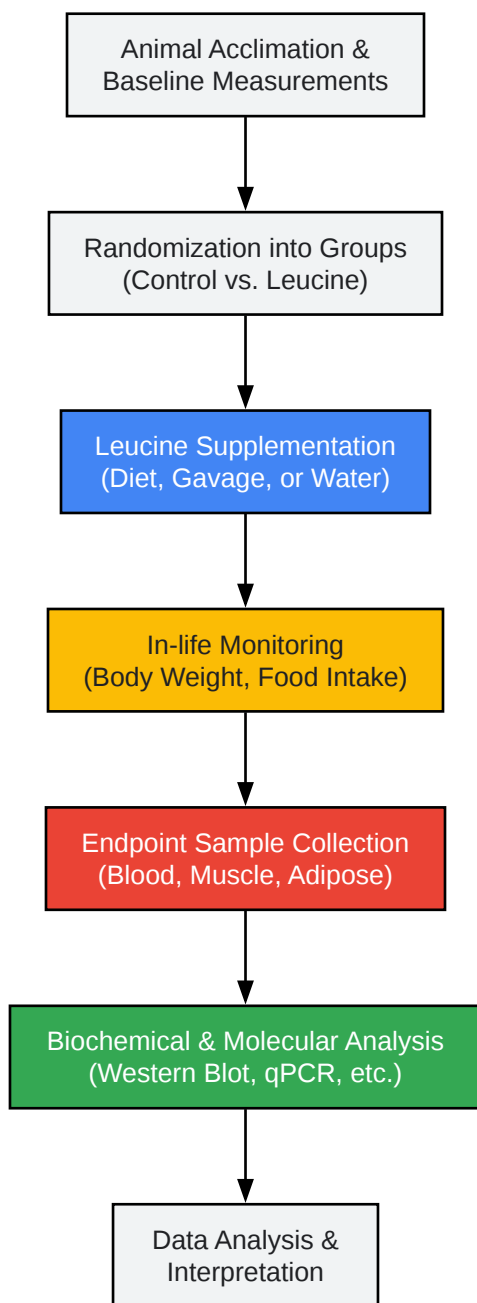 Animal Acclimation &
Baseline Measurements
Randomization into Groups
(Control vs. Leucine)
Leucine Supplementation
(Diet, Gavage, or Water)
In-life Monitoring
(Body Weight, Food Intake)
Endpoint Sample Collection
(Blood, Muscle, Adipose)
Biochemical & Molecular Analysis
(Western Blot, qPCR, etc.)
Data Analysis &
Interpretation